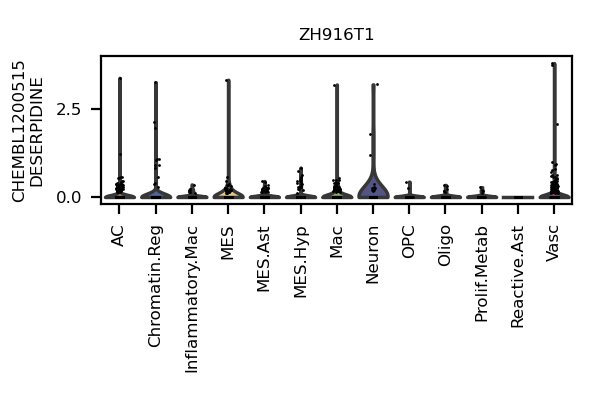 ZH916T1
CHEMBL1200515
DESERPIDINE
2.5
0.0
AC
Chromatin.Reg
Inflammatory.Mac
MES
MES.Ast
MES.Hyp
Mac
Neuron
OPC
Oligo
Prolif.Metab
Reactive.Ast
Vasc